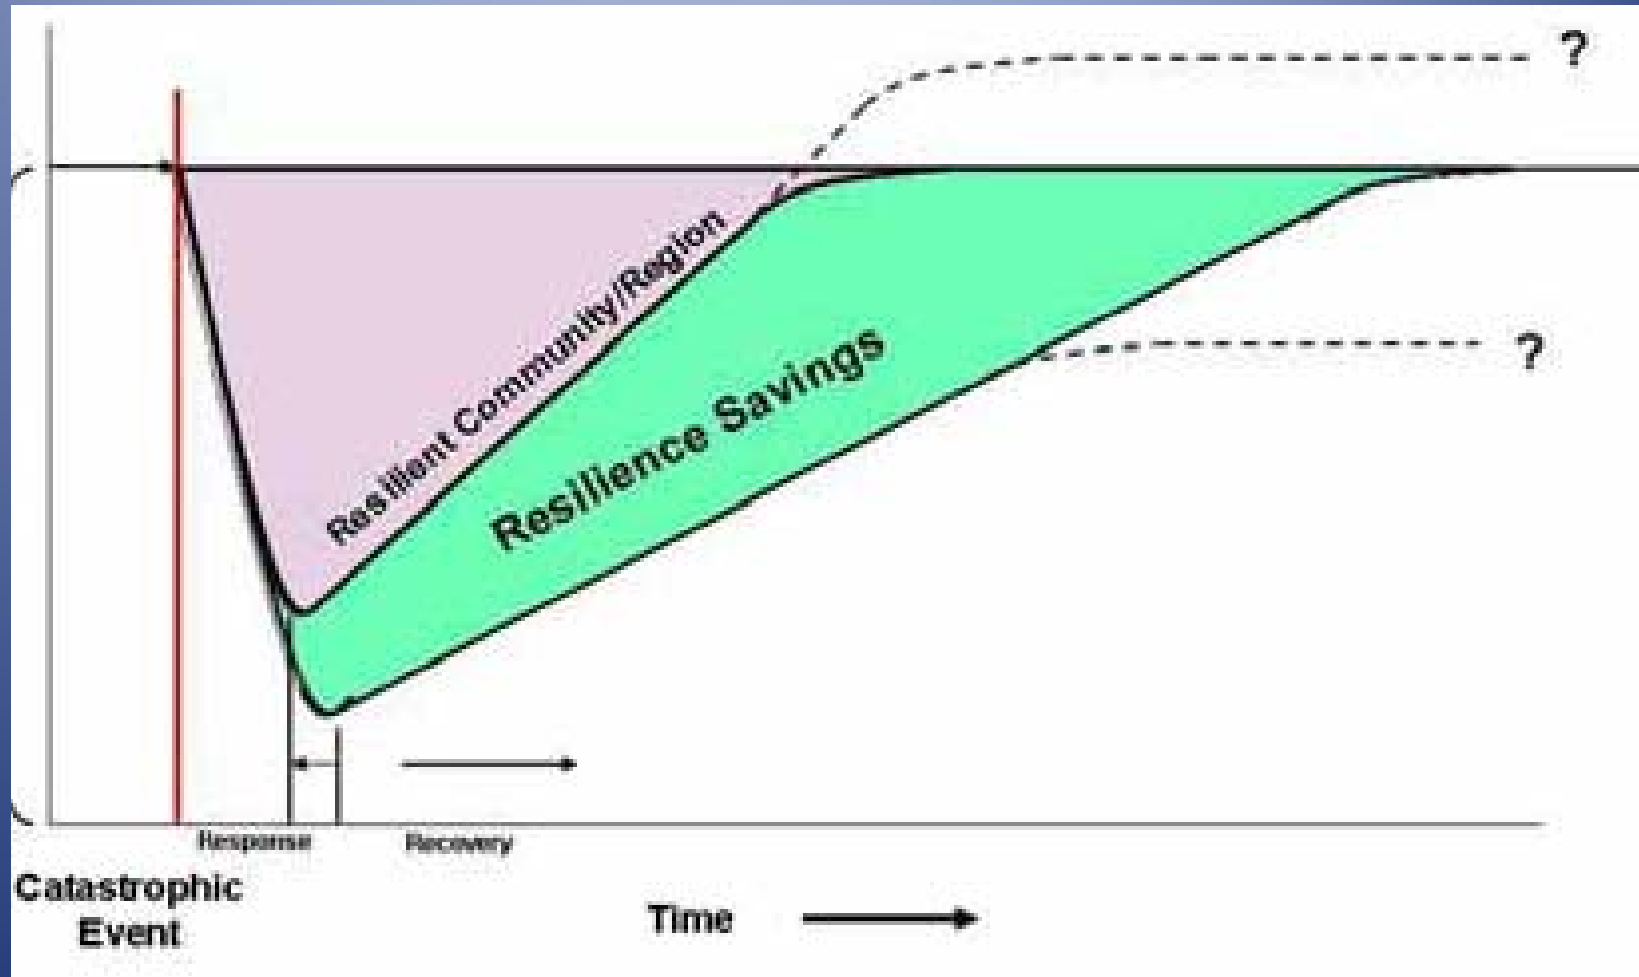 ?
Resilient Community/Region
Resilience Savings
?
Response
Recovery
Catastrophic
Event
Time